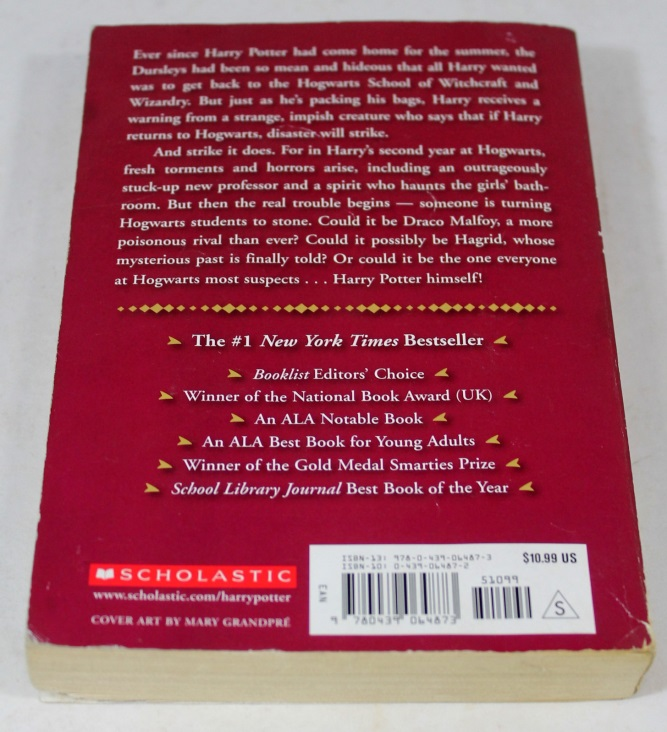 Ever since Harry Potter had come home for the summer, the
Dursleys had been so mean and hideous that all Harry wanted
was to get back to the Hogwarts School of Witchcraft and
Wizardry. But just as he's packing his bags, Harry receives a
warning from a strange, impish creature who says that if Harry
returns to Hogwarts, disaster will strike.
And strike it does. For in Harry's second year at Hogwarts,
fresh torments and horrors arise, including an outrageously
stuck-up new professor and a spirit who haunts the girls' bath-
room. But then the real trouble begins — someone is turning
Hogwarts students to stone. Could it be Draco Malfoy, a more
poisonous rival than ever? Could it possibly be Hagrid, whose
mysterious past is finally told? Or could it be the one everyone
at Hogwarts most suspects . . . Harry Potter himself!
The #1 New York Times Bestseller
Booklist Editors' Choice
Winner of the National Book Award (UK)
An ALA Notable Book
An ALA Best Book for Young Adults
Winner of the Gold Medal Smarties Prize
School Library Journal Best Book of the Year
SCHOLASTIC
www.scholastic.com/harrypotter
COVER ART BY MARY GRANDPRÉ
ISBN-13: 978-0-439-06487-3
ISBN-10: 0-439-06487-2
$10.99 US
51099
EAN
9 780439 064873
S